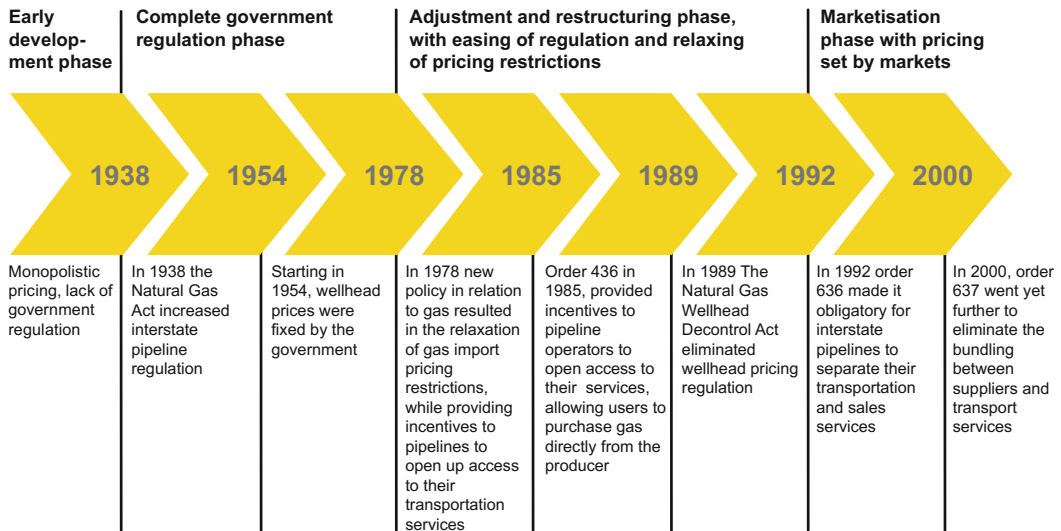 Early
develop-
ment phase
Complete government
regulation phase
Adjustment and restructuring phase,
with easing of regulation and relaxing
of pricing restrictions
Marketisation
phase with pricing
set by markets
1938
1954
1978
1985
1989
1992
2000
Monopolistic
pricing, lack of
government
regulation
In 1938 the
Natural Gas
Act increased
interstate
pipeline
regulation
Starting in
1954, wellhead
prices were
fixed by the
government
In 1978 new
policy in relation
to gas resulted
in the relaxation
of gas import
pricing
restrictions,
while providing
incentives to
pipelines to
open up access
to their
transportation
services
Order 436 in
1985, provided
incentives to
pipeline
operators to
open access to
their services,
allowing users to
purchase gas
directly from the
producer
In 1989 The
Natural Gas
Wellhead
Decontrol Act
eliminated
wellhead pricing
regulation
In 1992 order
636 made it
obligatory for
interstate
pipelines to
separate their
transportation
and sales
services
In 2000, order
637 went yet
further to
eliminate the
bundling
between
suppliers and
transport
services